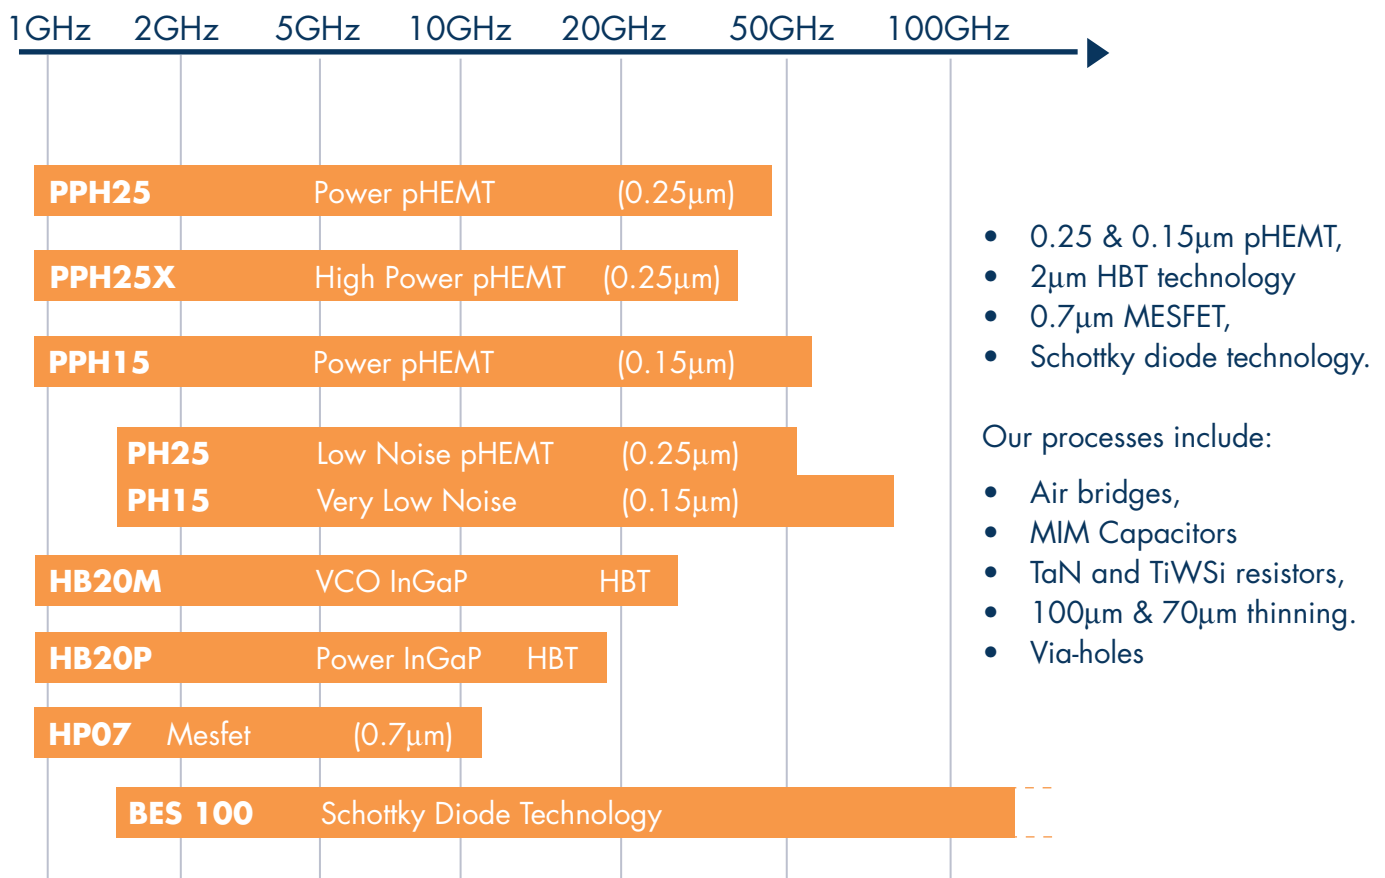 1GHz 2GHz 5GHz 10GHz 20GHz 50GHz 100GHz
PPH25 Power pHEMT (0.25µm)
PPH25X High Power pHEMT (0.25µm)
PPH15 Power pHEMT (0.15µm)
PH25 Low Noise pHEMT (0.25µm)
PH15 Very Low Noise (0.15µm)
HB20M VCO InGaP HBT
HB20P Power InGaP HBT
HP07 Mesfet (0.7µm)
BES 100 Schottky Diode Technology
• 0.25 & 0.15µm pHEMT,
• 2µm HBT technology
• 0.7µm MESFET,
• Schottky diode technology.
Our processes include:
• Air bridges,
• MIM Capacitors
• TaN and TiWSi resistors,
• 100µm & 70µm thinning.
• Via-holes